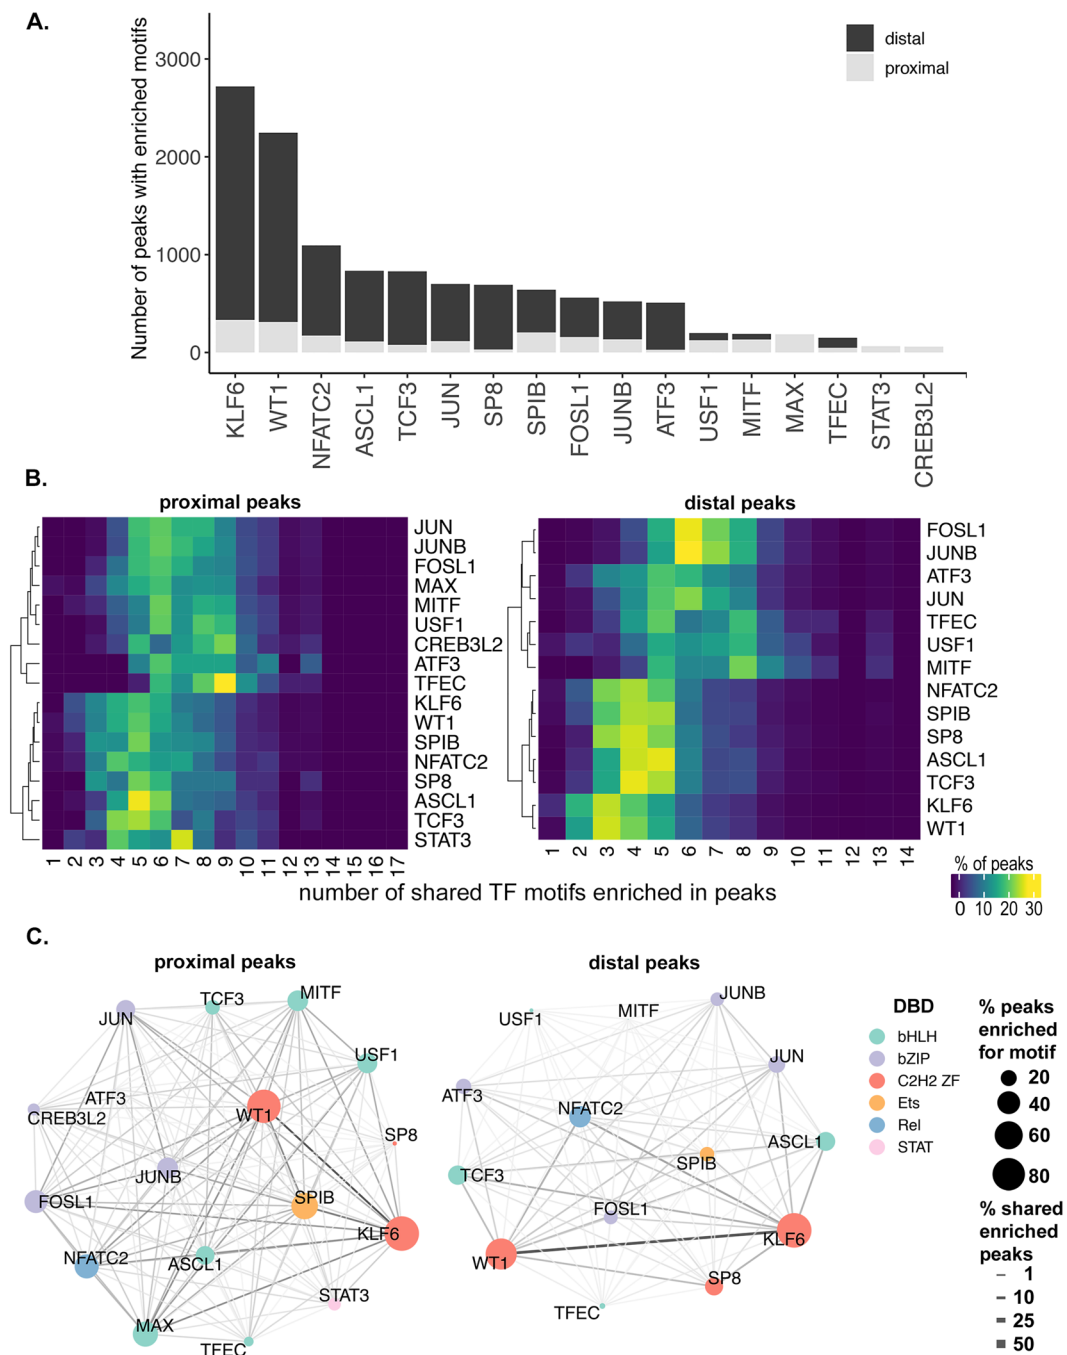 A.
Number of peaks with enriched motifs
3000
2000
1000
0
distal
proximal
KLF6
WT1
NFATC2
ASCL1
TCF3
JUN
SP8
SPIB
FOSL1
JUNB
ATF3
USF1
MITF
MAX
TFEC
STAT3
CREB3L2
B.
proximal peaks
JUN
JUNB
FOSL1
MAX
MITF
USF1
CREB3L2
ATF3
TFEC
KLF6
WT1
SPIB
NFATC2
SP8
ASCL1
TCF3
STAT3
1 2 3 4 5 6 7 8 9 10 11 12 13 14 15 16 17
distal peaks
FOSL1
JUNB
ATF3
JUN
TFEC
USF1
MITF
NFATC2
SPIB
SP8
ASCL1
TCF3
KLF6
WT1
1 2 3 4 5 6 7 8 9 10 11 12 13 14
number of shared TF motifs enriched in peaks
% of peaks
0 10 20 30
C.
proximal peaks
TCF3
MITF
JUN
USF1
ATF3
CREB3L2
WT1
SP8
JUNB
FOSL1
SPIB
KLF6
NFATC2
ASCL1
STAT3
MAX
TFEC
distal peaks
JUNB
USF1
MITF
JUN
ATF3
NFATC2
ASCL1
SPIB
TCF3
FOSL1
KLF6
WT1
SP8
TFEC
DBD
bHLH
bZIP
C2H2 ZF
Ets
Rel
STAT
% peaks
enriched
for motif
20
40
60
80
% shared
enriched
peaks
1
10
25
50